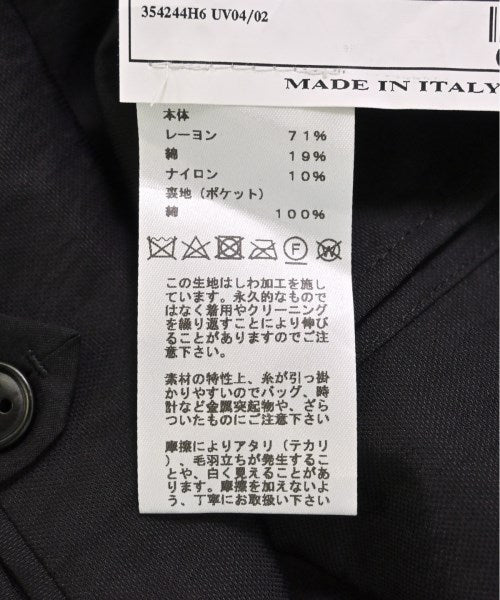 354244H6 UV04/02
MADE IN ITALY
本体
レーヨン 71%
綿 19%
ナイロン 10%
裏地(ポケット)
綿 100%
F W
この生地はしわ加工を施し
ています。永久的なもので
はなく着用やクリーニング
を繰り返すことにより伸び
ることがありますのでご注
意下さい。
素材の特性上、糸が引っ掛
かりやすいのでバッグ、時
計など金属突起物や、ざら
ついたものにご注意下さい
摩擦によりアタリ(テカリ
)、毛羽立ちが発生するこ
とや、白く見えることがあ
ります。摩擦を加えないよ
う、丁寧にお取扱い下さい